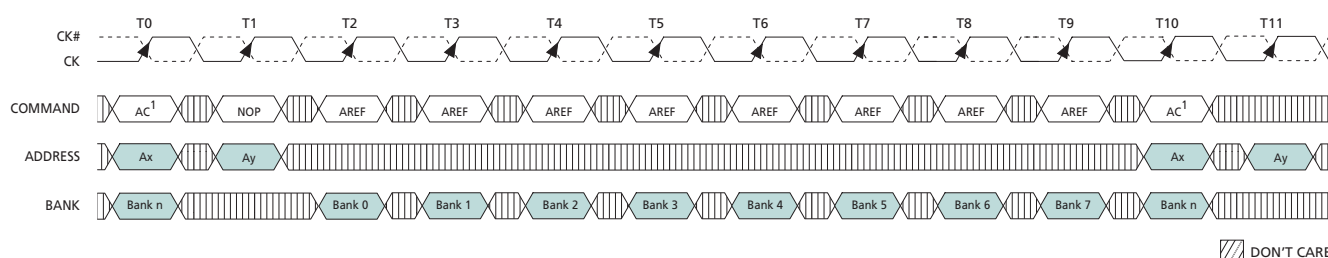 T0 T1 T2 T3 T4 T5 T6 T7 T8 T9 T10 T11
CK#
CK
COMMAND AC1 NOP AREF AREF AREF AREF AREF AREF AREF AREF AC1
ADDRESS Ax Ay Ax Ay
BANK Bank n Bank 0 Bank 1 Bank 2 Bank 3 Bank 4 Bank 5 Bank 6 Bank 7 Bank n
DON'T CARE